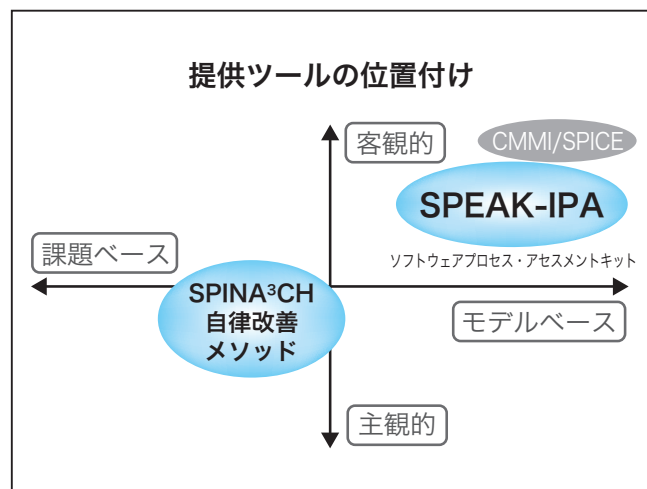 提供ツールの位置付け
客観的
CMMI/SPICE
SPEAK-IPA
ソフトウェアプロセス・アセスメントキット
課題ベース
SPINA³CH
自律改善
メソッド
モデルベース
主観的